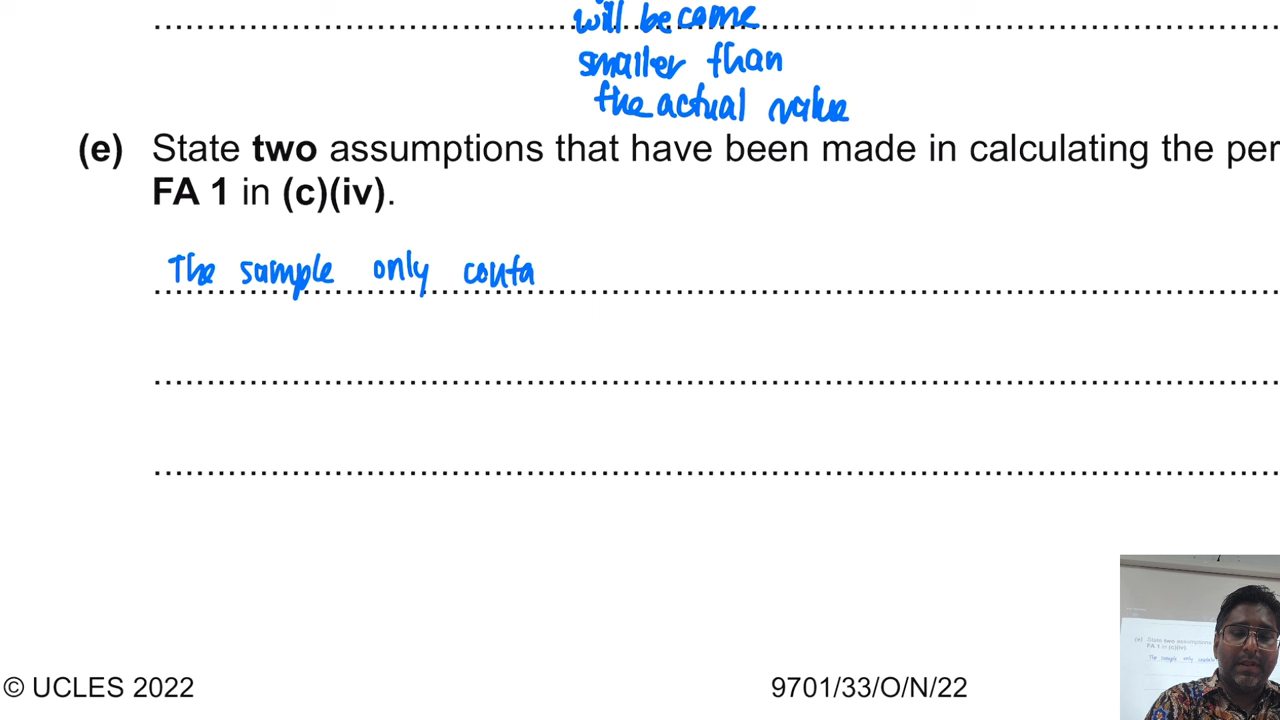 will become
smaller than
the actual value
(e) State two assumptions that have been made in calculating the per
FA 1 in (c)(iv).
The sample only conta
© UCLES 2022
9701/33/O/N/22